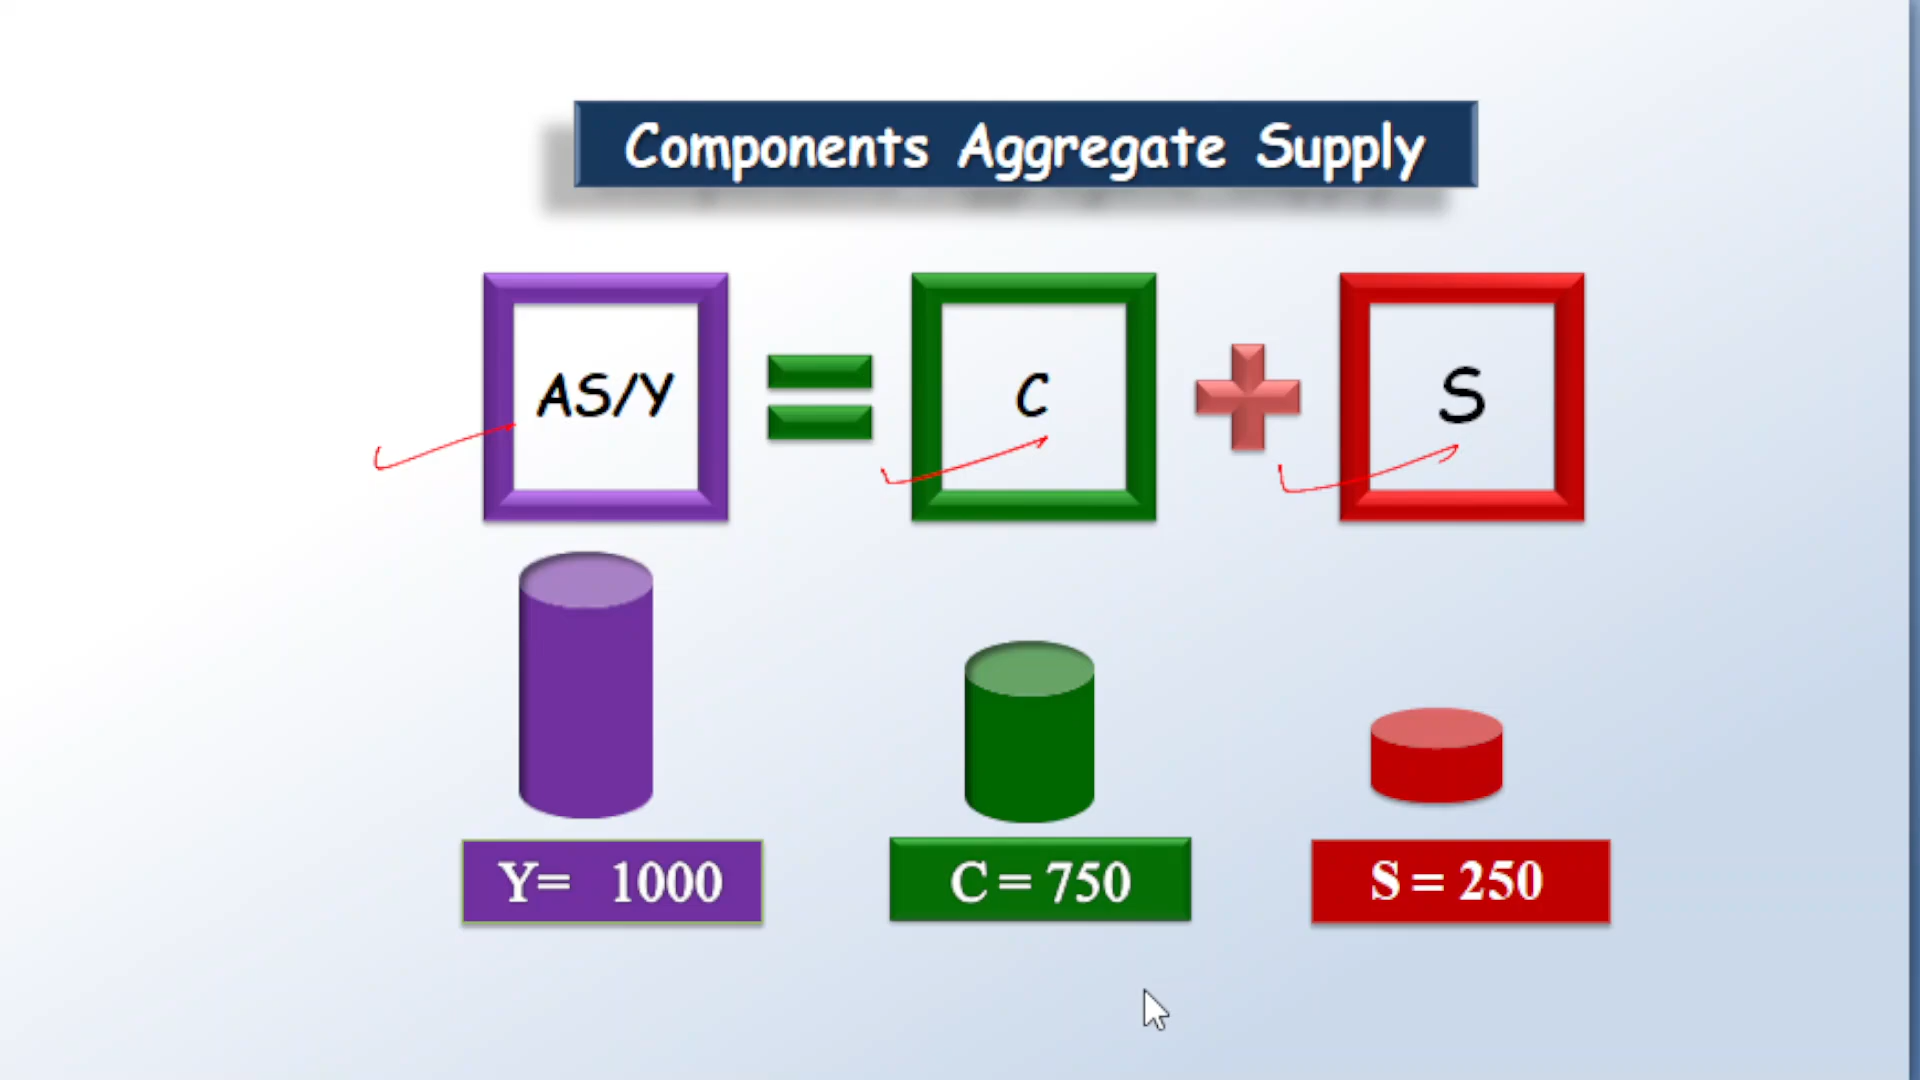 Components Aggregate Supply
AS/Y = C + S
Y= 1000
C = 750
S = 250